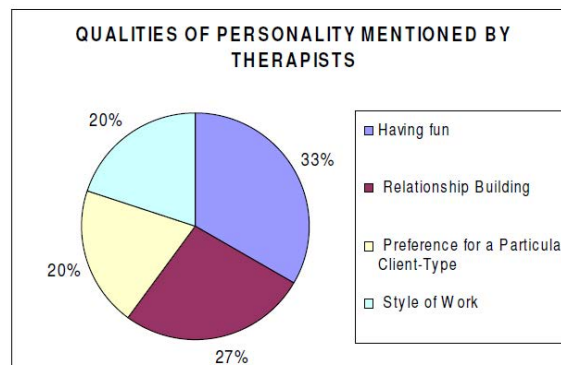 QUALITIES OF PERSONALITY MENTIONED BY
THERAPISTS
20%
33%
20%
27%
Having fun
Relationship Building
Preference for a Particula
Client-Type
Style of Work